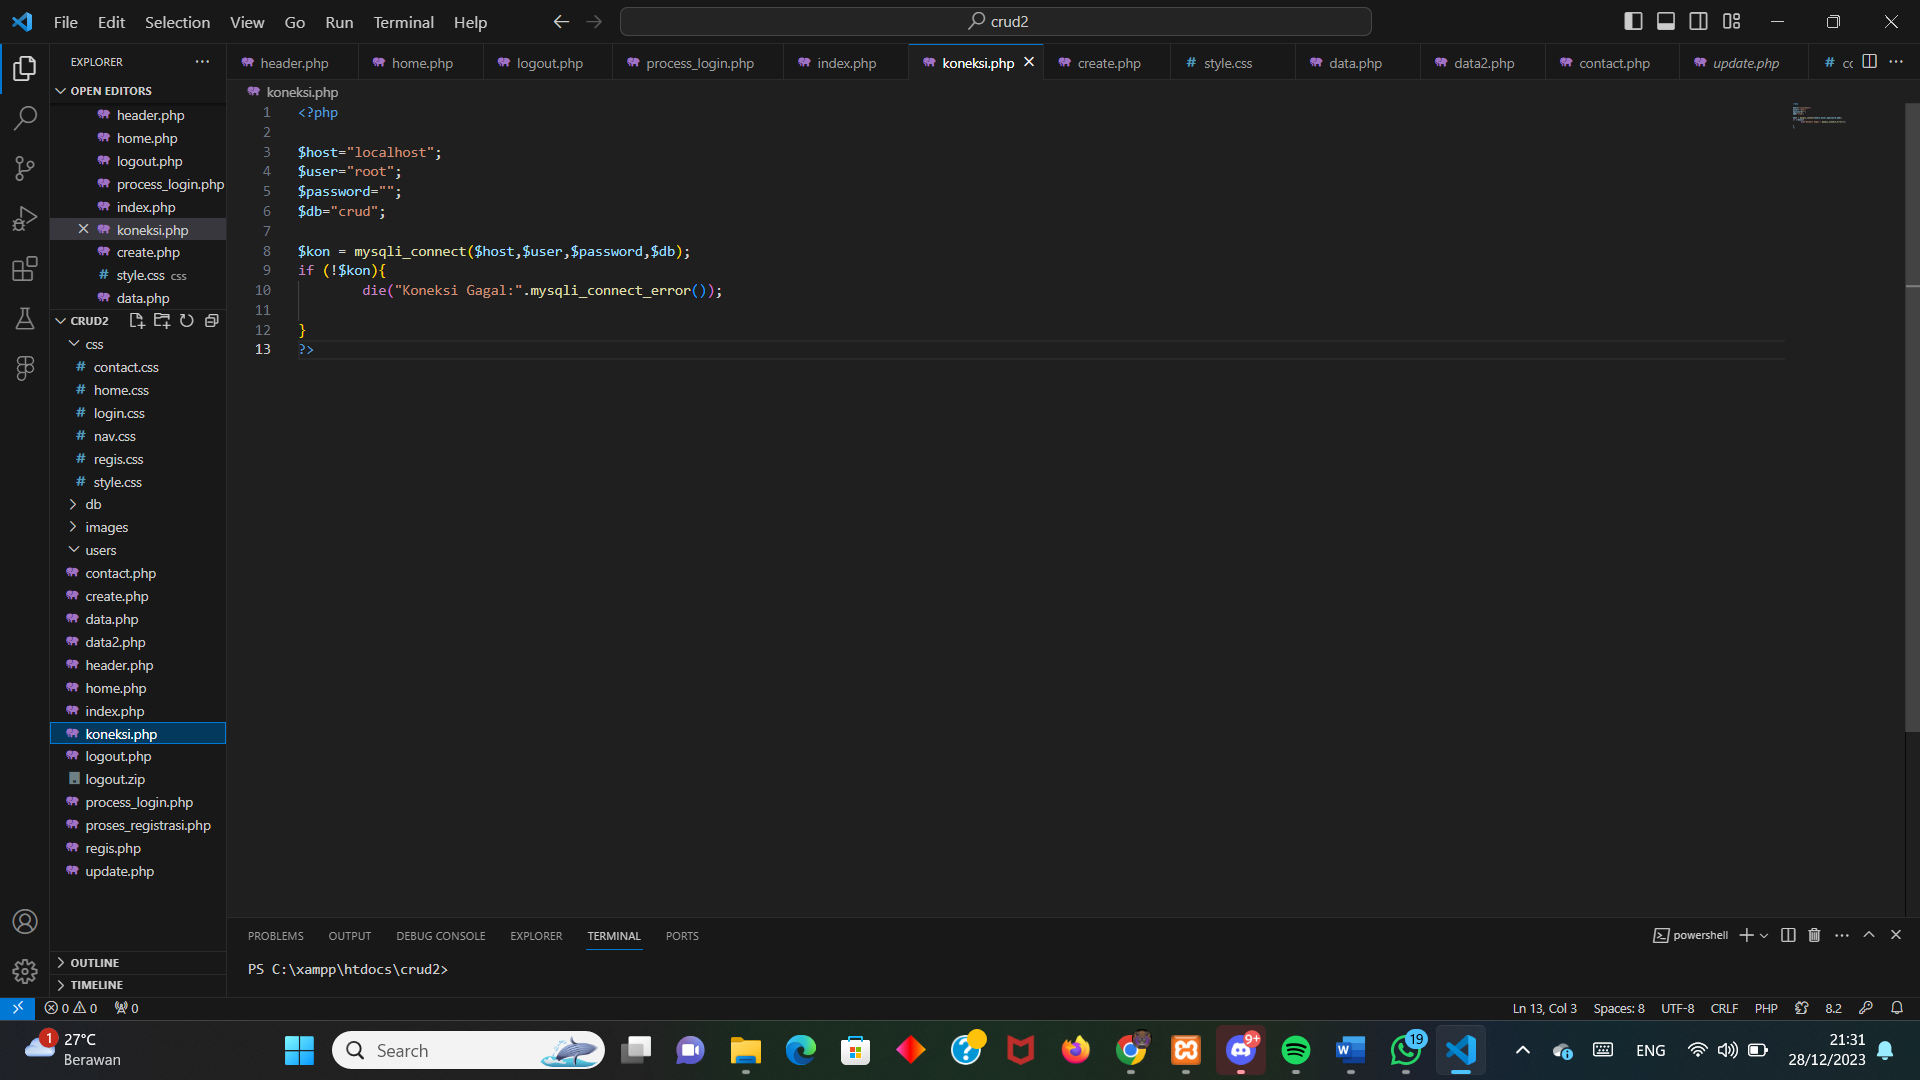 File Edit Selection View Go Run Terminal Help
crud2
EXPLORER
header.php home.php logout.php process_login.php index.php koneksi.php create.php style.css data.php data2.php contact.php update.php
OPEN EDITORS
header.php
home.php
logout.php
process_login.php
index.php
koneksi.php
create.php
style.css css
data.php
CRUD2
css
contact.css
home.css
login.css
nav.css
regis.css
style.css
db
images
users
contact.php
create.php
data.php
data2.php
header.php
home.php
index.php
koneksi.php
logout.php
logout.zip
process_login.php
proses_registrasi.php
regis.php
update.php
OUTLINE
TIMELINE
koneksi.php
1 <?php
2
3 $host="localhost";
4 $user="root";
5 $password="";
6 $db="crud";
7
8 $kon = mysqli_connect($host,$user,$password,$db);
9 if (!$kon){
10 die("Koneksi Gagal:".mysqli_connect_error());
11
12 }
13 ?>
PROBLEMS OUTPUT DEBUG CONSOLE EXPLORER TERMINAL PORTS
powershell
PS C:\xampp\htdocs\crud2>
0 0 0
Ln 13, Col 3 Spaces: 8 UTF-8 CRLF PHP 8.2
1
27°C
Berawan
Search
9+
19
ENG
21:31
28/12/2023